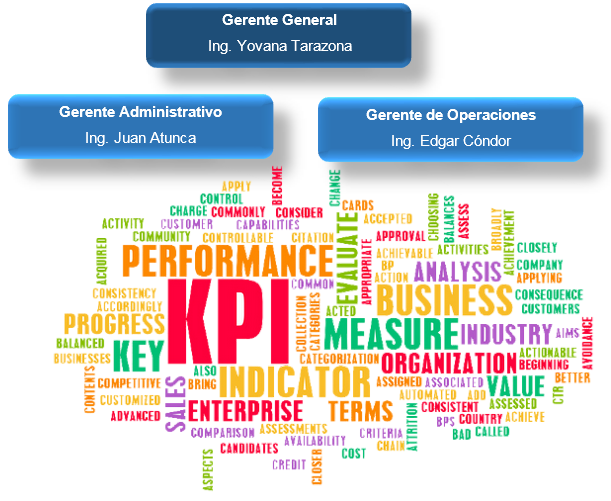 Gerente General
Ing. Yovana Tarazona
Gerente Administrativo
Ing. Juan Atunca
Gerente de Operaciones
Ing. Edgar Cóndor
APPLY
BECOME
CHANGE
CONTROL
CARDS
CHARGE COMMONLY CONSIDER
ACCEPTED
CHOOSING
BALANCES
ASSESS
ACTIVITY CUSTOMER CAPABILITIES
EVALUATE
BROADLY
ACHIEVEMENT
COMMUNITY CONTROLLABLE CITATION
APPROPRIATE
APPROVAL
ACQUIRED
PERFORMANCE
ACHIEVABLE ACTIVITIES CLOSELY
BP
ACTION
ANALYSIS
COMPANY
APPLYING
COMMON
KPI
CONSISTENCY
ACCORDINGLY
COLLECTION
CATEGORIES
BUSINESS
CONSEQUENCE
CUSTOMERS
ACTED
PROGRESS
MEASURE
INDUSTRY
AIMS
AVOIDANCE
BALANCED
BUSINESSES
KEY
CATEGORIZATION
ORGANIZATION
ACTIONABLE
BEGINNING
CONTENTS
COMPETITIVE
SALES
ALSO
BRING
INDICATOR
ASSIGNED ASSOCIATED
VALUE
CTR
BETTER
CUSTOMIZED
AUTOMATED ADD
ADVANCED
ENTERPRISE
TERMS
ATTRITION
CONSISTENT
ASSESSED
BPS
COUNTRY ACHIEVE
COMPARISON ASSESSMENTS
CRITERIA
BAD CALLED
ASPECTS
CANDIDATES
AVAILABILITY
CHAIN
CREDIT
CLOSER
COST